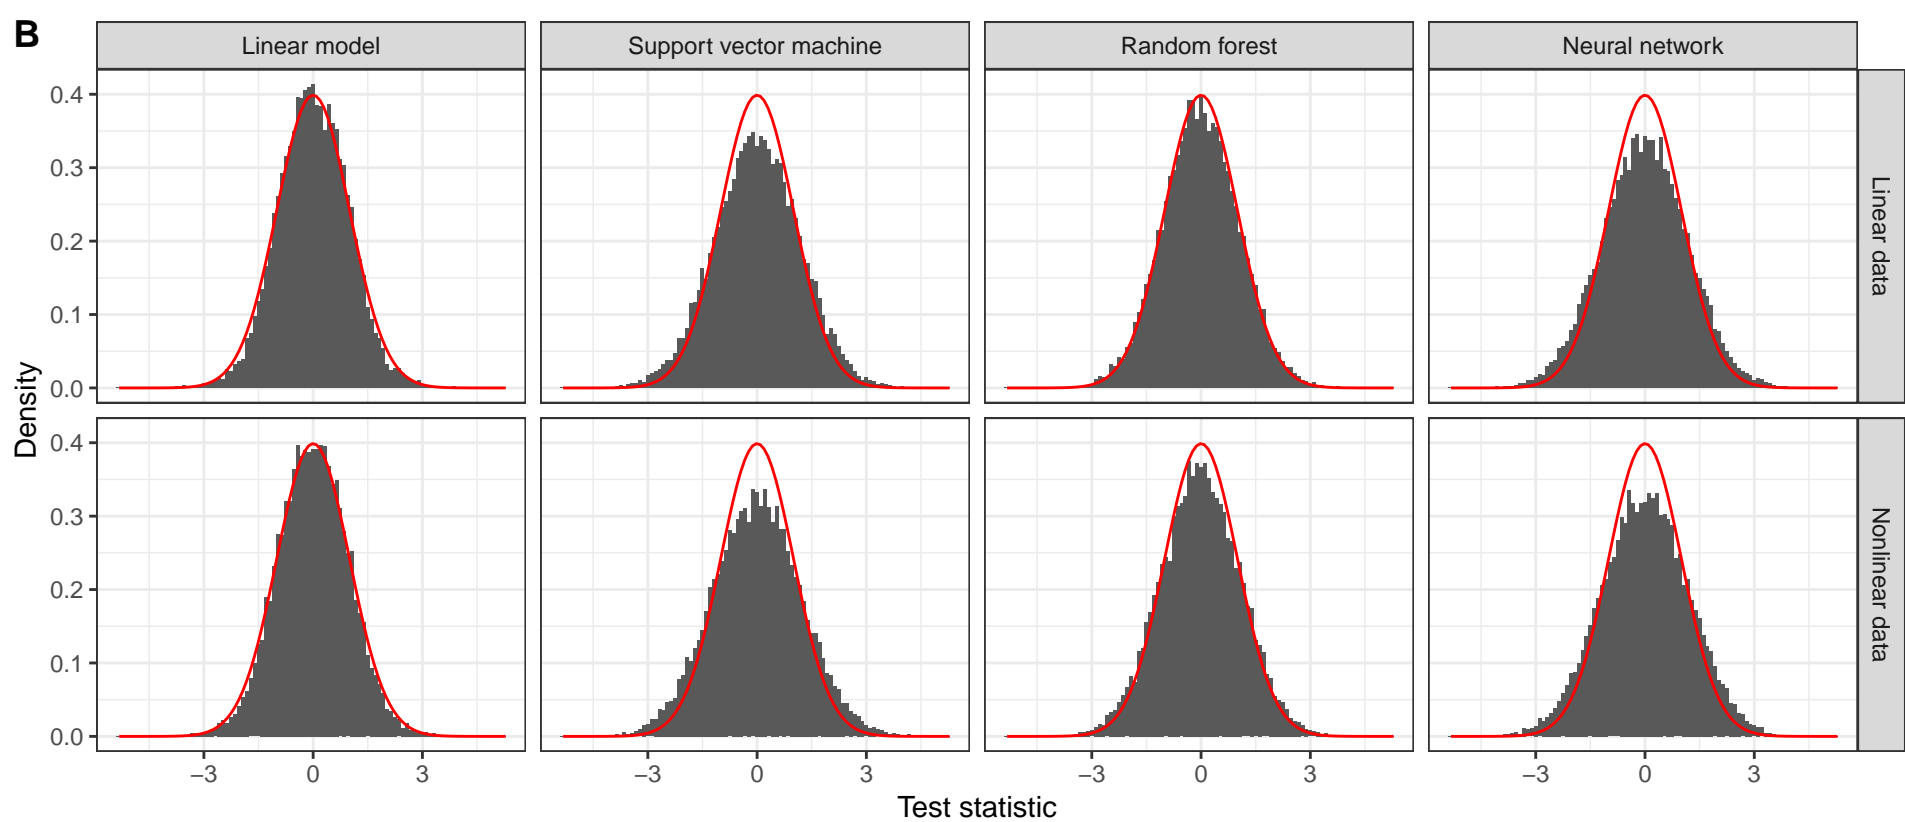 B
Linear model Support vector machine Random forest Neural network
0.4
0.3
0.2
0.1
0.0
Linear data
0.4
0.3
0.2
0.1
0.0
Nonlinear data
Density
−3 0 3 −3 0 3 −3 0 3 −3 0 3
Test statistic